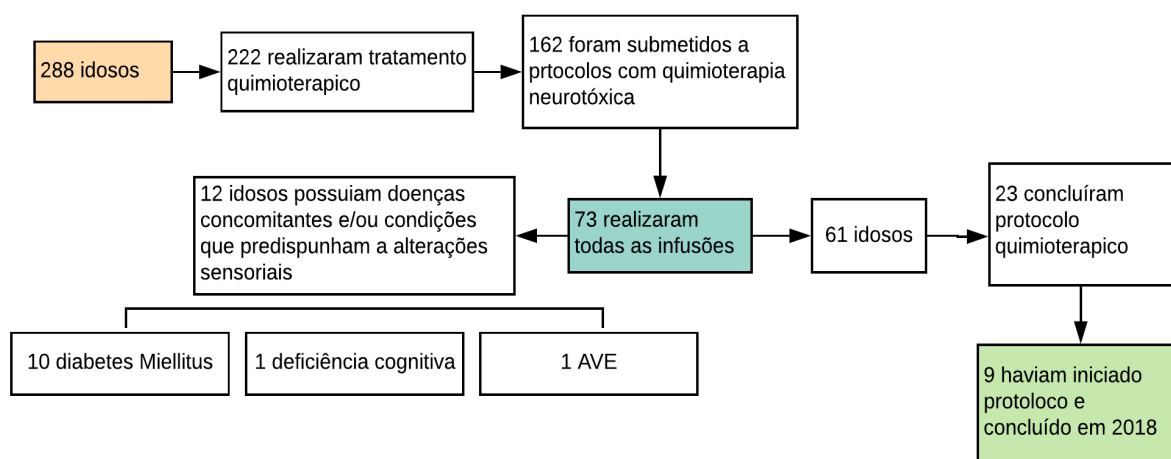 288 idosos
222 realizaram tratamento
quimioterapico
162 foram submetidos a
prtocolos com quimioterapia
neurotóxica
12 idosos possuiam doenças
concomitantes e/ou condições
que predispunham a alterações
sensoriais
73 realizaram
todas as infusões
61 idosos
23 concluíram
protocolo
quimioterapico
10 diabetes Miellitus
1 deficiência cognitiva
1 AVE
9 haviam iniciado
protoloco e
concluído em 2018